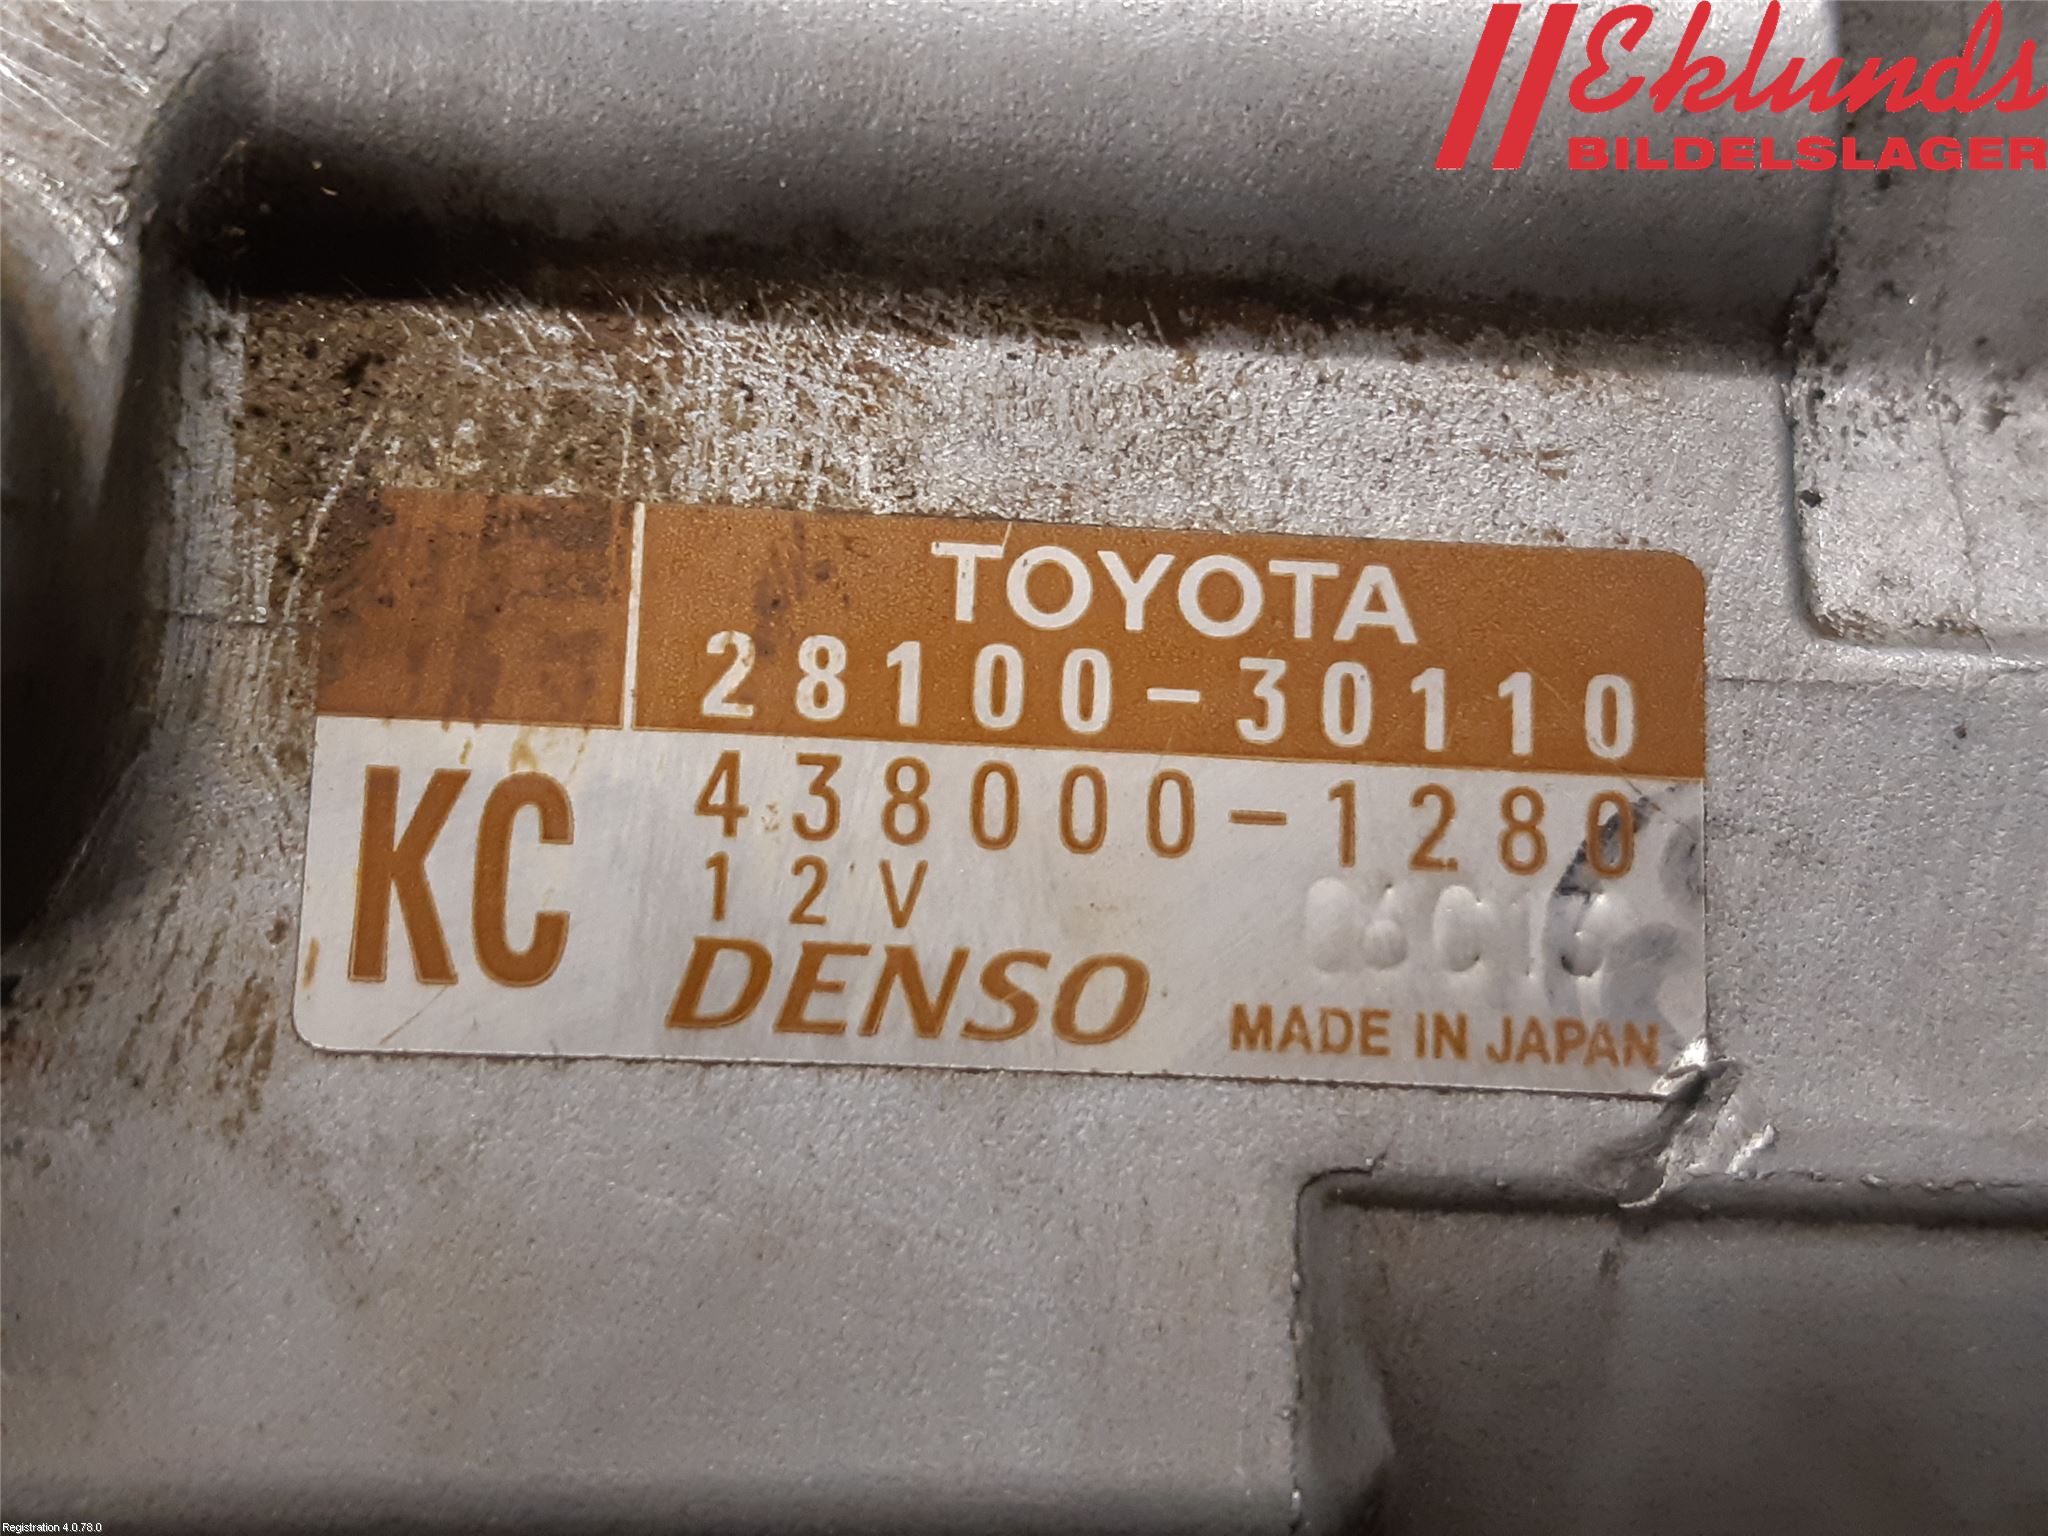 Eklunds
BILDELSLAGER
TOYOTA
28100-30110
KC
438000-1280
12V
DENSO
MADE IN JAPAN
Registration 4.0.78.0